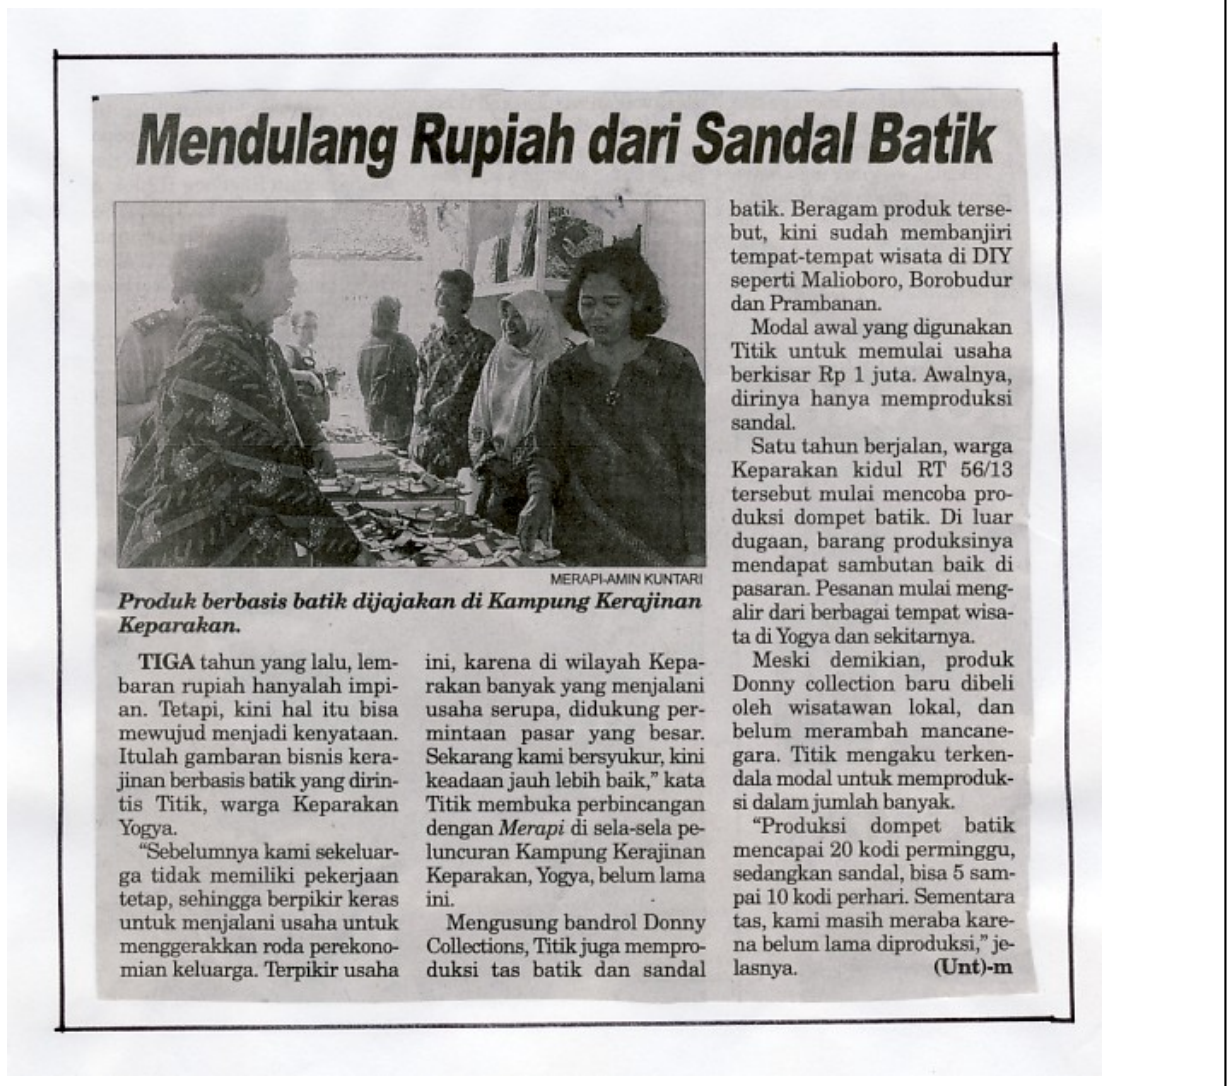 Mendulang Rupiah dari Sandal Batik
MERAPI-AMIN KUNTARI
Produk berbasis batik dijajakan di Kampung Kerajinan
Keparakan.
TIGA tahun yang lalu, lem-
baran rupiah hanyalah impi-
an. Tetapi, kini hal itu bisa
mewujud menjadi kenyataan.
Itulah gambaran bisnis kera-
jinan berbasis batik yang dirin-
tis Titik, warga Keparakan
Yogya.
“Sebelumnya kami sekeluar-
ga tidak memiliki pekerjaan
tetap, sehingga berpikir keras
untuk menjalani usaha untuk
menggerakkan roda perekono-
mian keluarga. Terpikir usaha
ini, karena di wilayah Kepa-
rakan banyak yang menjalani
usaha serupa, didukung per-
mintaan pasar yang besar.
Sekarang kami bersyukur, kini
keadaan jauh lebih baik,” kata
Titik membuka perbincangan
dengan Merapi di sela-sela pe-
luncuran Kampung Kerajinan
Keparakan, Yogya, belum lama
ini.
Mengusung bandrol Donny
Collections, Titik juga mempro-
duksi tas batik dan sandal
batik. Beragam produk terse-
but, kini sudah membanjiri
tempat-tempat wisata di DIY
seperti Malioboro, Borobudur
dan Prambanan.
Modal awal yang digunakan
Titik untuk memulai usaha
berkisar Rp 1 juta. Awalnya,
dirinya hanya memproduksi
sandal.
Satu tahun berjalan, warga
Keparakan kidul RT 56/13
tersebut mulai mencoba pro-
duksi dompet batik. Di luar
dugaan, barang produksinya
mendapat sambutan baik di
pasaran. Pesanan mulai meng-
alir dari berbagai tempat wisa-
ta di Yogya dan sekitarnya.
Meski demikian, produk
Donny collection baru dibeli
oleh wisatawan lokal, dan
belum merambah mancane-
gara. Titik mengaku terken-
dala modal untuk memproduk-
si dalam jumlah banyak.
“Produksi dompet batik
mencapai 20 kodi perminggu,
sedangkan sandal, bisa 5 sam-
pai 10 kodi perhari. Sementara
tas, kami masih meraba kare-
na belum lama diproduksi,” je-
lasnya. (Unt)-m